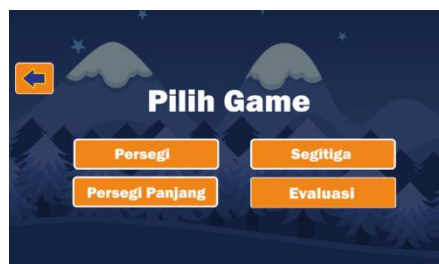 Pilih Game
Persegi
Segitiga
Persegi Panjang
Evaluasi